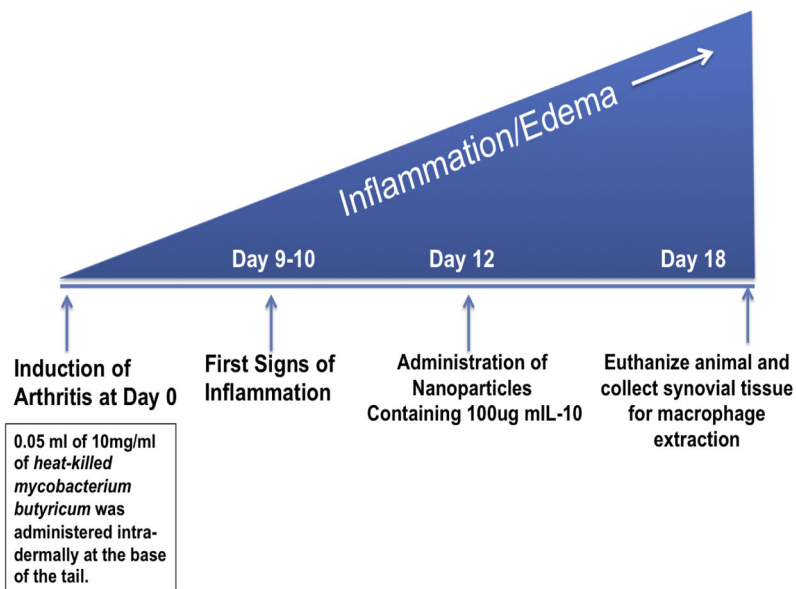 Inflammation/Edema
Day 9-10
Day 12
Day 18
Induction of
Arthritis at Day 0
First Signs of
Inflammation
Administration of
Nanoparticles
Containing 100ug mIL-10
Euthanize animal and
collect synovial tissue
for macrophage
extraction
0.05 ml of 10mg/ml
of heat-killed
mycobacterium
butyricum was
administered intra-
dermally at the base
of the tail.